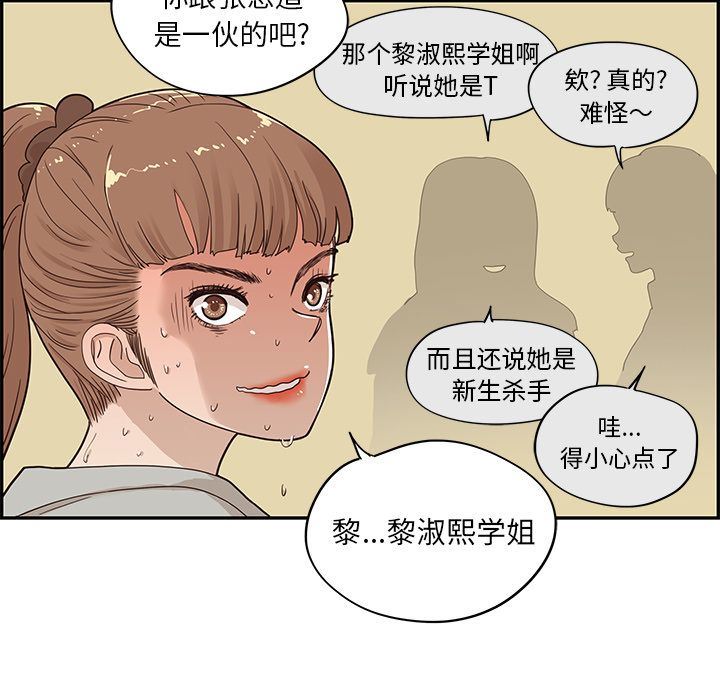 是一伙的吧?
那个黎淑熙学姐啊
听说她是T
欸? 真的?
难怪～
而且还说她是
新生杀手
哇...
得小心点了
黎...黎淑熙学姐